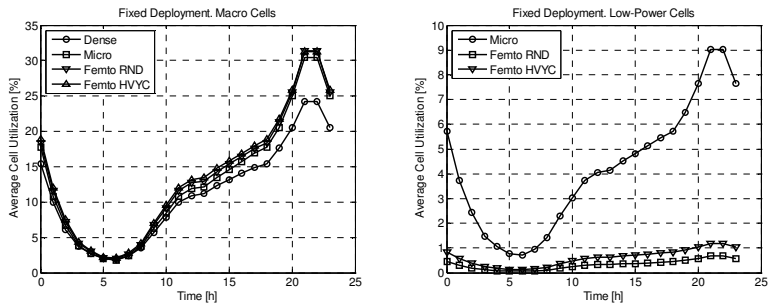 Fixed Deployment. Macro Cells
Average Cell Utilization [%]
35
30
25
20
15
10
5
0
Dense
Micro
Femto RND
Femto HVYC
0 5 10 15 20 25
Time [h]
Fixed Deployment. Low-Power Cells
Average Cell Utilization [%]
10
9
8
7
6
5
4
3
2
1
0
Micro
Femto RND
Femto HVYC
0 5 10 15 20 25
Time [h]